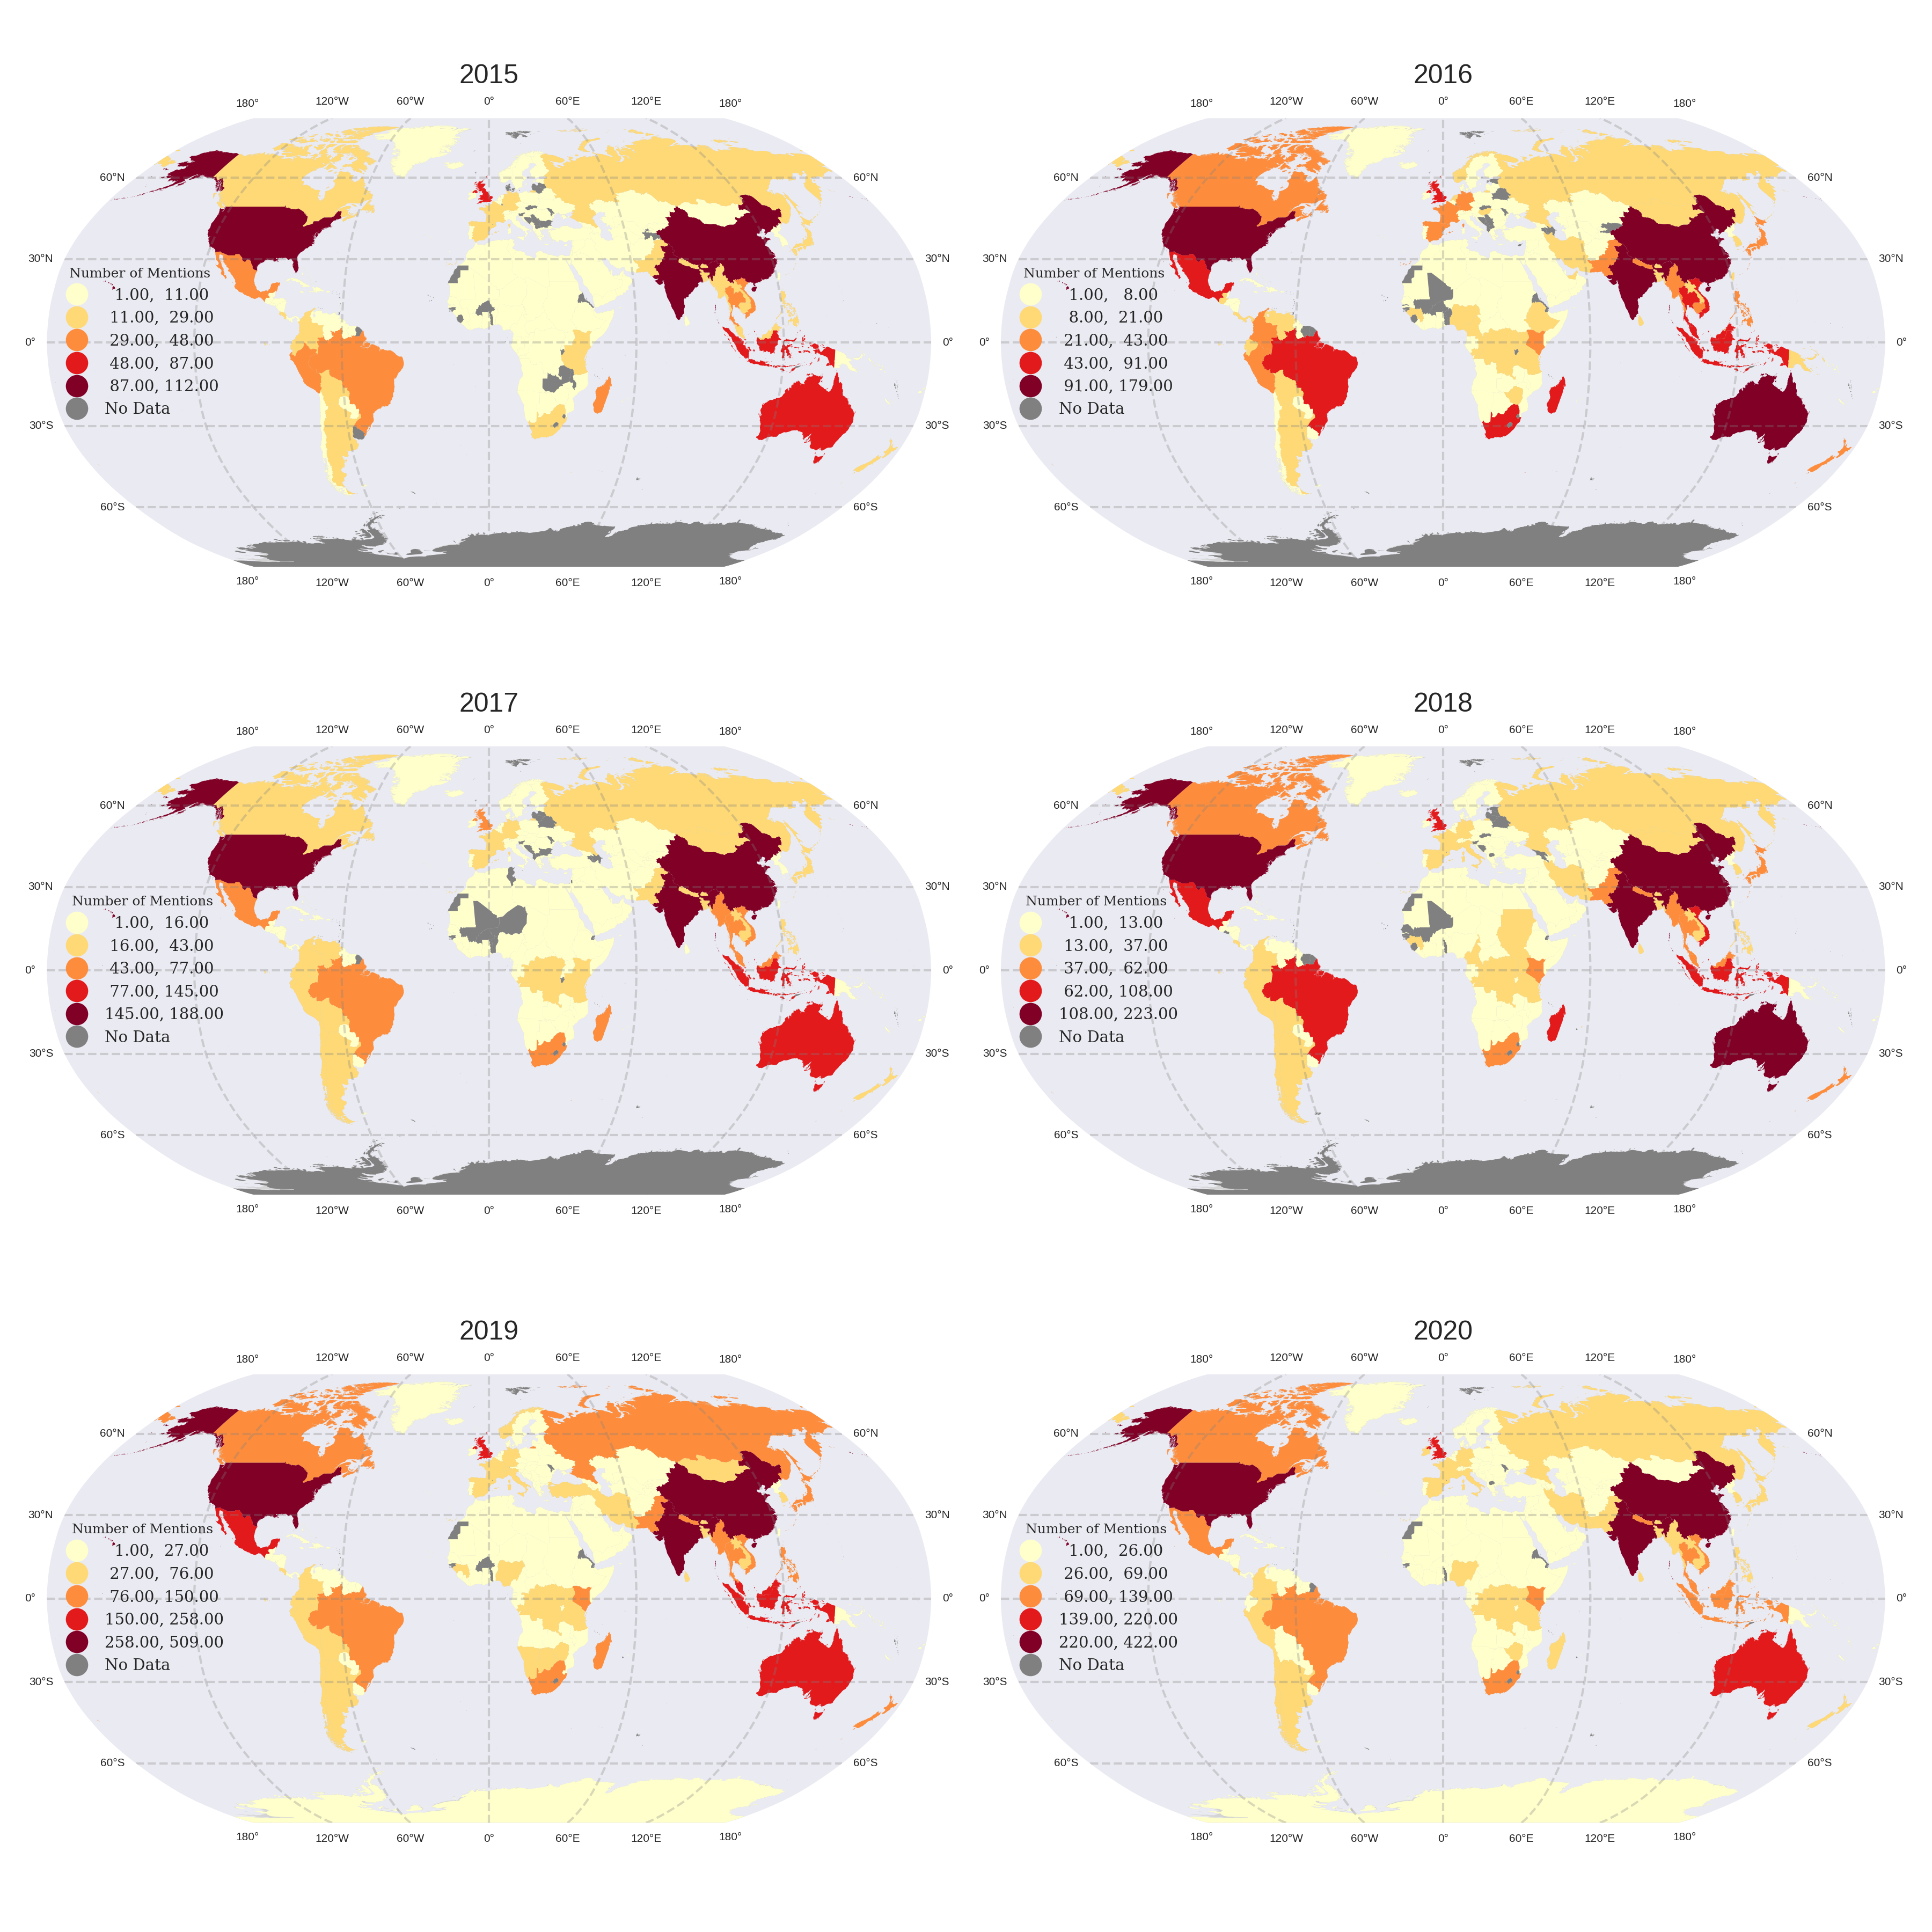 2015
180° 120°W 60°W 0° 60°E 120°E 180°
60°N 60°N
30°N 30°N
Number of Mentions
1.00, 11.00
11.00, 29.00
29.00, 48.00
0° 0°
48.00, 87.00
87.00, 112.00
No Data
30°S 30°S
60°S 60°S
180° 120°W 60°W 0° 60°E 120°E 180°
2016
180° 120°W 60°W 0° 60°E 120°E 180°
60°N 60°N
30°N 30°N
Number of Mentions
1.00, 8.00
8.00, 21.00
21.00, 43.00
0° 0°
43.00, 91.00
91.00, 179.00
No Data
30°S 30°S
60°S 60°S
180° 120°W 60°W 0° 60°E 120°E 180°
2017
180° 120°W 60°W 0° 60°E 120°E 180°
60°N 60°N
30°N 30°N
Number of Mentions
1.00, 16.00
16.00, 43.00
43.00, 77.00
0° 0°
77.00, 145.00
145.00, 188.00
No Data
30°S 30°S
60°S 60°S
180° 120°W 60°W 0° 60°E 120°E 180°
2018
180° 120°W 60°W 0° 60°E 120°E 180°
60°N 60°N
30°N 30°N
Number of Mentions
1.00, 13.00
13.00, 37.00
37.00, 62.00
0° 0°
62.00, 108.00
108.00, 223.00
No Data
30°S 30°S
60°S 60°S
180° 120°W 60°W 0° 60°E 120°E 180°
2019
180° 120°W 60°W 0° 60°E 120°E 180°
60°N 60°N
30°N 30°N
Number of Mentions
1.00, 27.00
27.00, 76.00
76.00, 150.00
0° 0°
150.00, 258.00
258.00, 509.00
No Data
30°S 30°S
60°S 60°S
180° 120°W 60°W 0° 60°E 120°E 180°
2020
180° 120°W 60°W 0° 60°E 120°E 180°
60°N 60°N
30°N 30°N
Number of Mentions
1.00, 26.00
26.00, 69.00
69.00, 139.00
0° 0°
139.00, 220.00
220.00, 422.00
No Data
30°S 30°S
60°S 60°S
180° 120°W 60°W 0° 60°E 120°E 180°